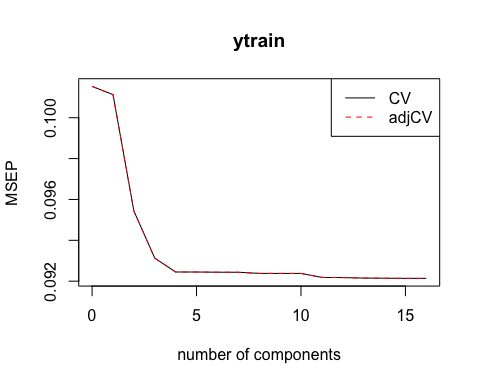 ytrain
CV
adjCV
MSEP
0.100
0.096
0.092
0
5
10
15
number of components